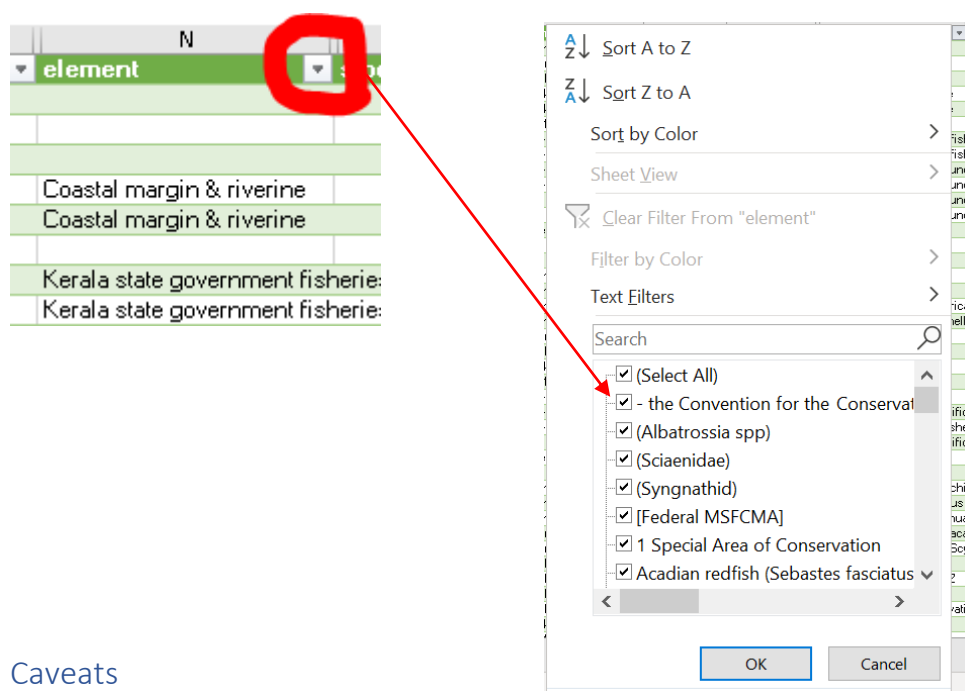 N
element
Coastal margin & riverine
Coastal margin & riverine
Kerala state government fisheries
Kerala state government fisheries
Sort A to Z
Sort Z to A
Sort by Color
Sheet View
Clear Filter From "element"
Filter by Color
Text Filters
Search
(Select All)
- the Convention for the Conservat
(Albatrossia spp)
(Sciaenidae)
(Syngnathid)
[Federal MSFCMA]
1 Special Area of Conservation
Acadian redfish (Sebastes fasciatus
OK
Cancel
Caveats